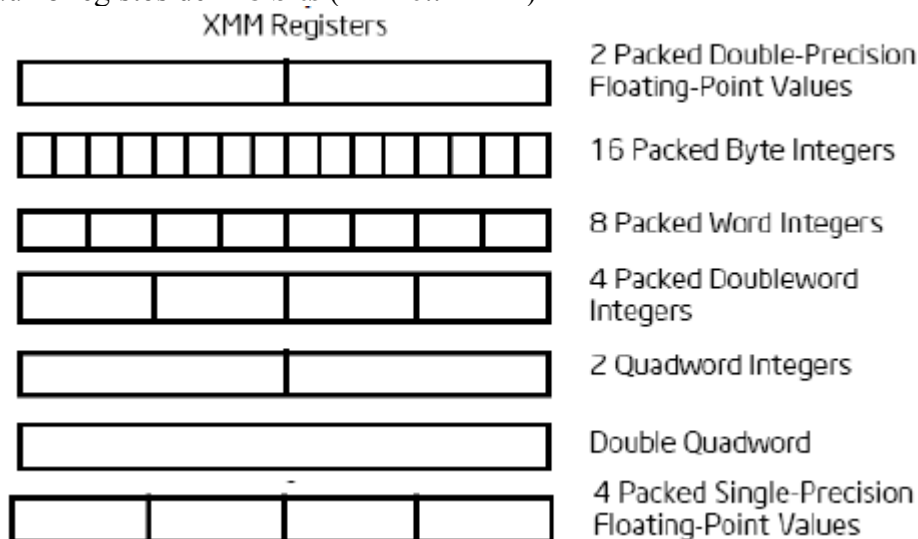 XMM Registers
2 Packed Double-Precision
Floating-Point Values
16 Packed Byte Integers
8 Packed Word Integers
4 Packed Doubleword
Integers
2 Quadword Integers
Double Quadword
4 Packed Single-Precision
Floating-Point Values